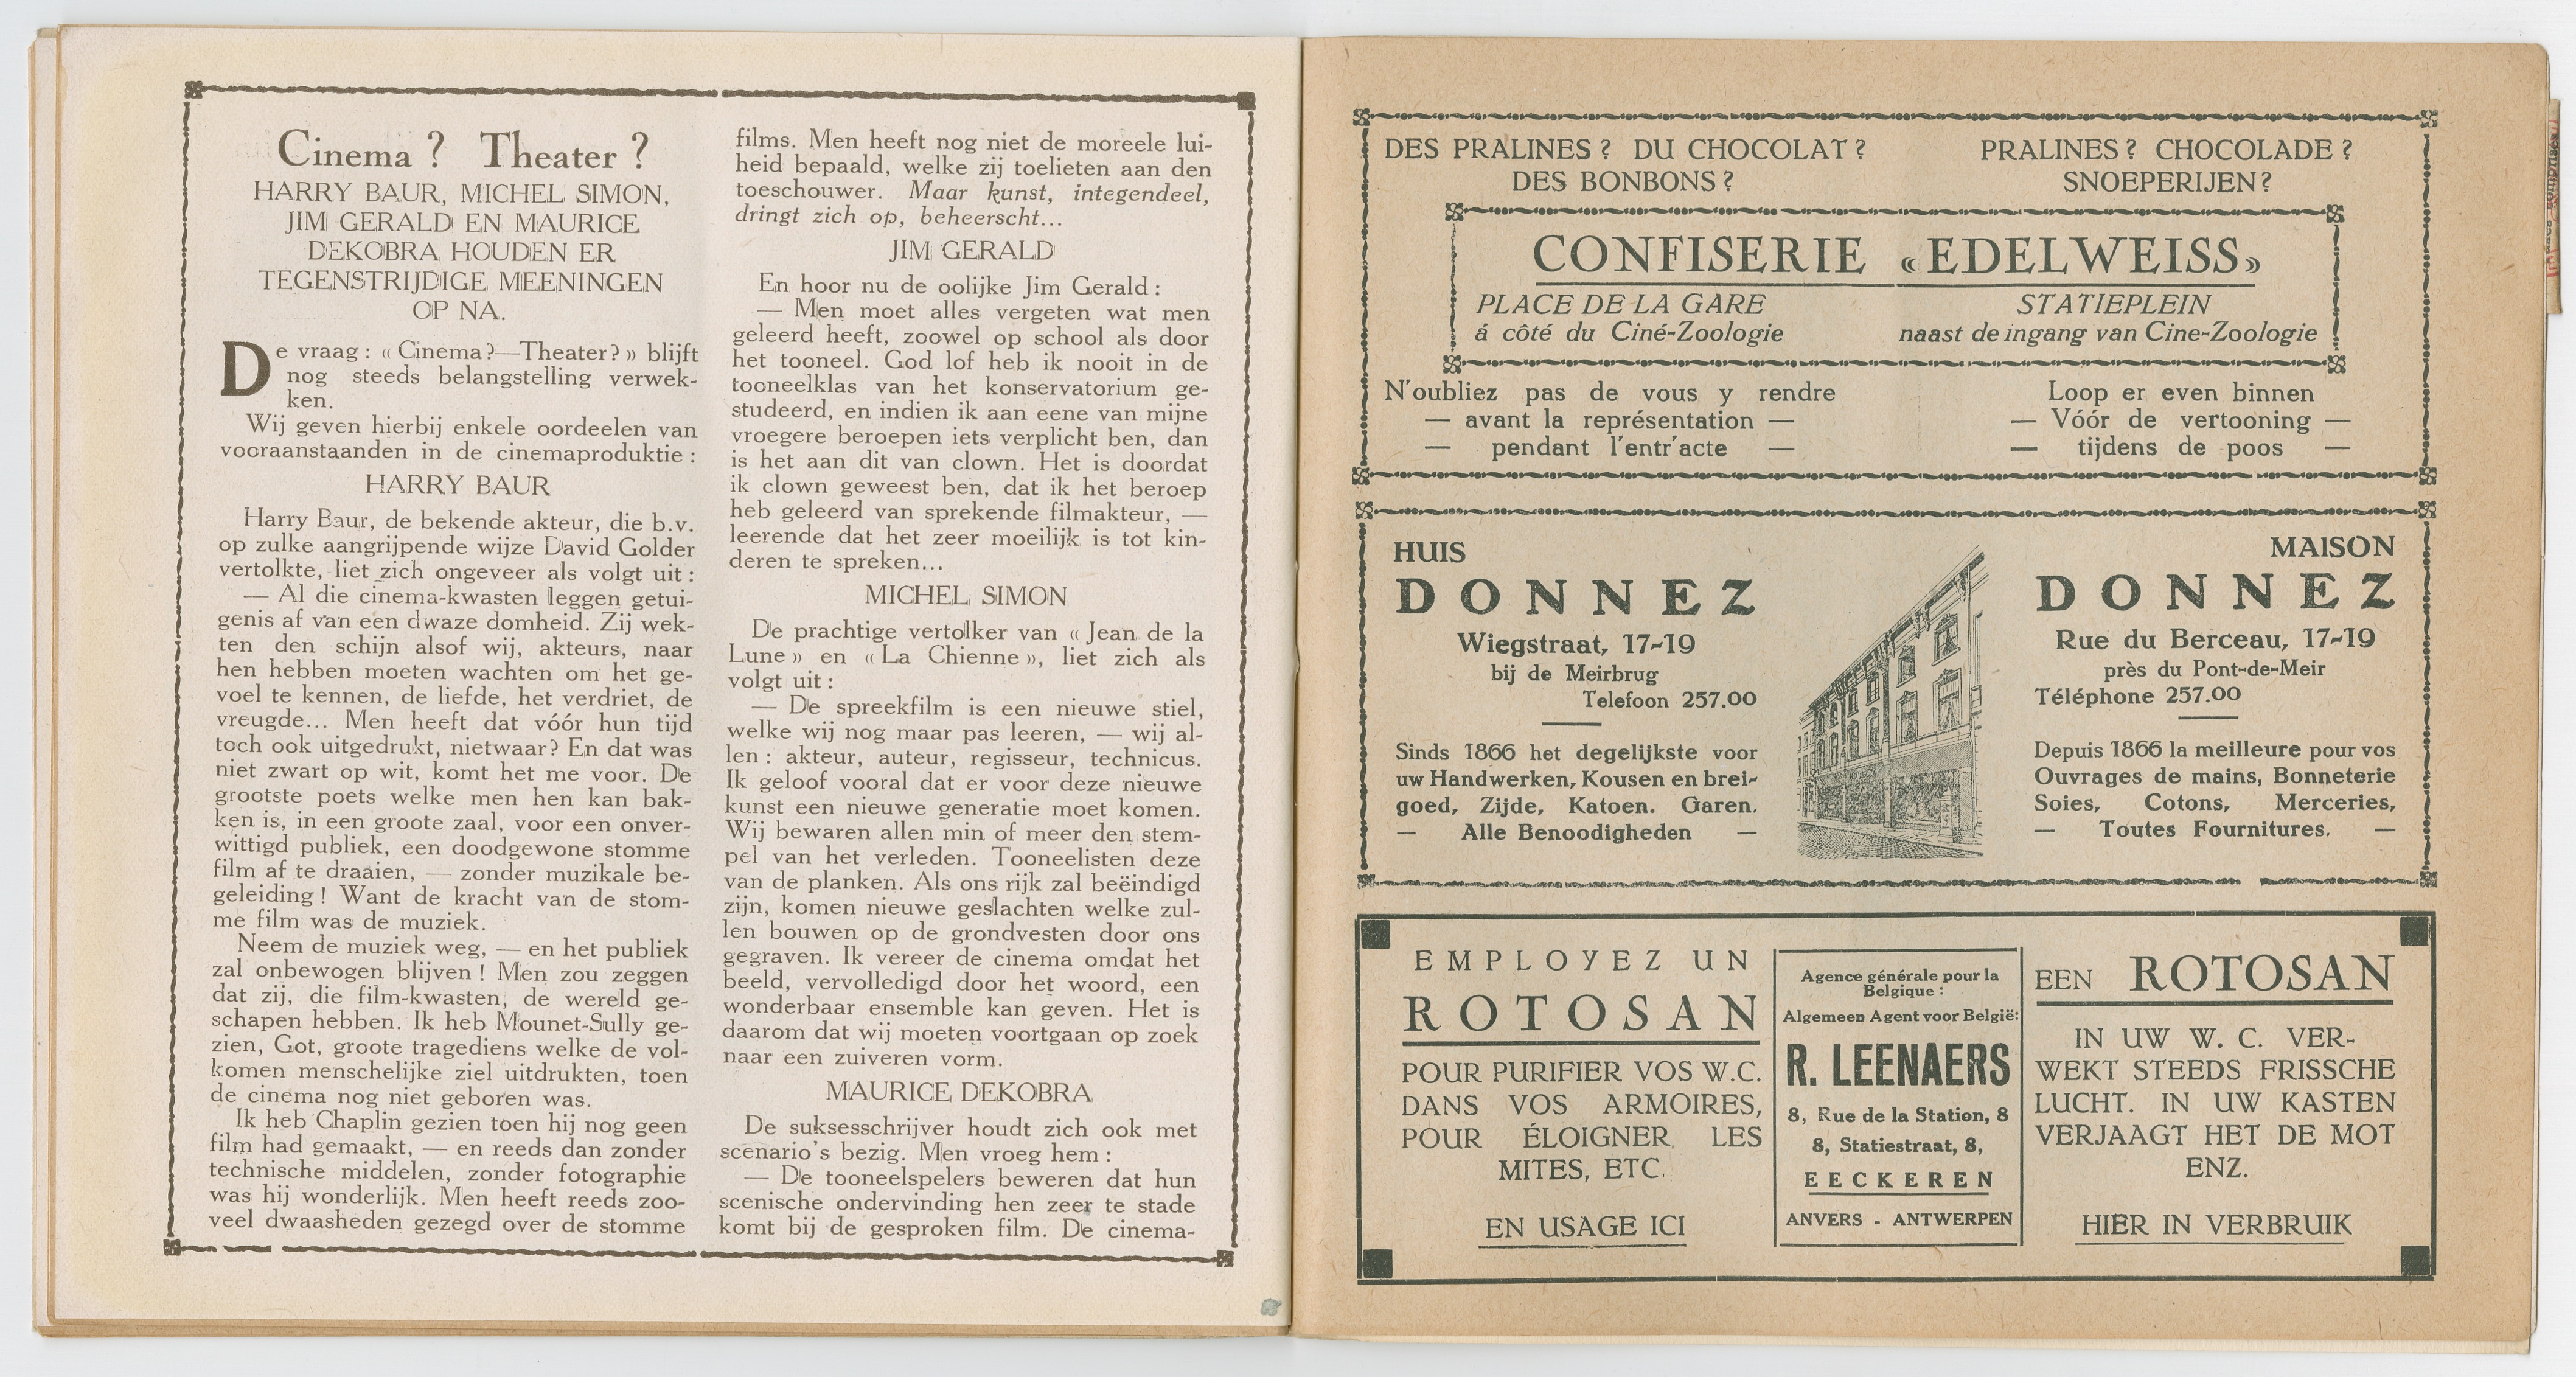 Cinema ? Theater ?
HARRY BAUR, MICHEL SIMON,
JIM GERALD EN MAURICE
DEKOBRA HOUDEN ER
TEGENSTRIJDIGE MEENINGEN
OP NA.
De vraag : « Cinema?—Theater? » blijft
nog steeds belangstelling verwek-
ken.
Wij geven hierbij enkele oordeelen van
vooraanstaanden in de cinemaproduktie :
HARRY BAUR
Harry Baur, de bekende akteur, die b.v.
op zulke aangrijpende wijze David Golder
vertolkte, liet zich ongeveer als volgt uit :
— Al die cinema-kwasten leggen getui-
genis af van een dwaze domheid. Zij wek-
ten den schijn alsof wij, akteurs, naar
hen hebben moeten wachten om het ge-
voel te kennen, de liefde, het verdriet, de
vreugde... Men heeft dat vóór hun tijd
toch ook uitgedrukt, nietwaar? En dat was
niet zwart op wit, komt het me voor. De
grootste poets welke men hen kan bak-
ken is, in een groote zaal, voor een onver-
wittigd publiek, een doodgewone stomme
film af te draaien, — zonder muzikale be-
geleiding ! Want de kracht van de stom-
me film was de muziek.
Neem de muziek weg, — en het publiek
zal onbewogen blijven ! Men zou zeggen
dat zij, die film-kwasten, de wereld ge-
schapen hebben. Ik heb Mounet-Sully ge-
zien, Got, groote tragediens welke de vol-
komen menschelijke ziel uitdrukten, toen
de cinema nog niet geboren was.
Ik heb Chaplin gezien toen hij nog geen
film had gemaakt, — en reeds dan zonder
technische middelen, zonder fotographie
was hij wonderlijk. Men heeft reeds zoo-
veel dwaasheden gezegd over de stomme
films. Men heeft nog niet de moreele lui-
heid bepaald, welke zij toelieten aan den
toeschouwer. Maar kunst, integendeel,
dringt zich op, beheerscht...
JIM GERALD
En hoor nu de oolijke Jim Gerald :
— Men moet alles vergeten wat men
geleerd heeft, zoowel op school als door
het tooneel. God lof heb ik nooit in de
tooneelklas van het konservatorium ge-
studeerd, en indien ik aan eene van mijne
vroegere beroepen iets verplicht ben, dan
is het aan dit van clown. Het is doordat
ik clown geweest ben, dat ik het beroep
heb geleerd van sprekende filmakteur, —
leerende dat het zeer moeilijk is tot kin-
deren te spreken...
MICHEL SIMON
De prachtige vertolker van « Jean de la
Lune » en « La Chienne », liet zich als
volgt uit :
— De spreekfilm is een nieuwe stiel,
welke wij nog maar pas leeren, — wij al-
len : akteur, auteur, regisseur, technicus.
Ik geloof vooral dat er voor deze nieuwe
kunst een nieuwe generatie moet komen.
Wij bewaren allen min of meer den stem-
pel van het verleden. Tooneelisten deze
van de planken. Als ons rijk zal beëindigd
zijn, komen nieuwe geslachten welke zul-
len bouwen op de grondvesten door ons
gegraven. Ik vereer de cinema omdat het
beeld, vervolledigd door het woord, een
wonderbaar ensemble kan geven. Het is
daarom dat wij moeten voortgaan op zoek
naar een zuiveren vorm.
MAURICE DEKOBRA
De suksesschrijver houdt zich ook met
scenario's bezig. Men vroeg hem :
— De tooneelspelers beweren dat hun
scenische ondervinding hen zeer te stade
komt bij de gesproken film. De cinema-
DES PRALINES ? DU CHOCOLAT ?
DES BONBONS ?
PRALINES ? CHOCOLADE ?
SNOEPERIJEN ?
CONFISERIE « EDELWEISS »
PLACE DE LA GARE
á côté du Ciné-Zoologie
STATIEPLEIN
naast de ingang van Cine-Zoologie
N'oubliez pas de vous y rendre
— avant la représentation —
— pendant l'entr'acte —
Loop er even binnen
— Vóór de vertooning —
— tijdens de poos —
HUIS
DONNEZ
Wiegstraat, 17-19
bij de Meirbrug
Telefoon 257.00
Sinds 1866 het degelijkste voor
uw Handwerken, Kousen en brei-
goed, Zijde, Katoen. Garen.
— Alle Benoodigheden —
MAISON
DONNEZ
Rue du Berceau, 17-19
près du Pont-de-Meir
Téléphone 257.00
Depuis 1866 la meilleure pour vos
Ouvrages de mains, Bonneterie
Soies, Cotons, Merceries,
— Toutes Fournitures. —
EMPLOYEZ UN
ROTOSAN
POUR PURIFIER VOS W.C.
DANS VOS ARMOIRES,
POUR ÉLOIGNER LES
MITES, ETC.
EN USAGE ICI
Agence générale pour la
Belgique :
Algemeen Agent voor België:
R. LEENAERS
8, Rue de la Station, 8
8, Statiestraat, 8,
EECKEREN
ANVERS - ANTWERPEN
EEN ROTOSAN
IN UW W. C. VER-
WEKT STEEDS FRISSCHE
LUCHT. IN UW KASTEN
VERJAAGT HET DE MOT
ENZ.
HIER IN VERBRUIK